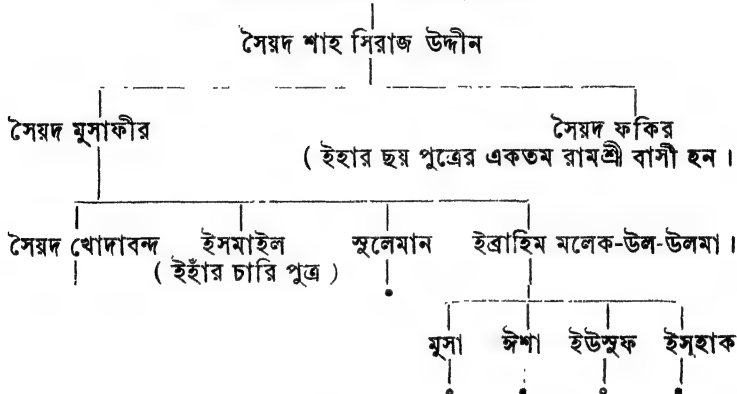 সৈয়দ শাহ সিরাজ উদ্দীন
সৈয়দ মুসাফীর সৈয়দ ফকির
( ইহার ছয় পুত্রের একতম রামশ্রী বাসী হন ।
সৈয়দ খোদাবন্দ ইসমাইল সুলেমান ইব্রাহিম মলেক-উল-উলমা ।
( ইহাঁর চারি পুত্র )
মুসা ঈশা ইউসুফ ইস্হাক